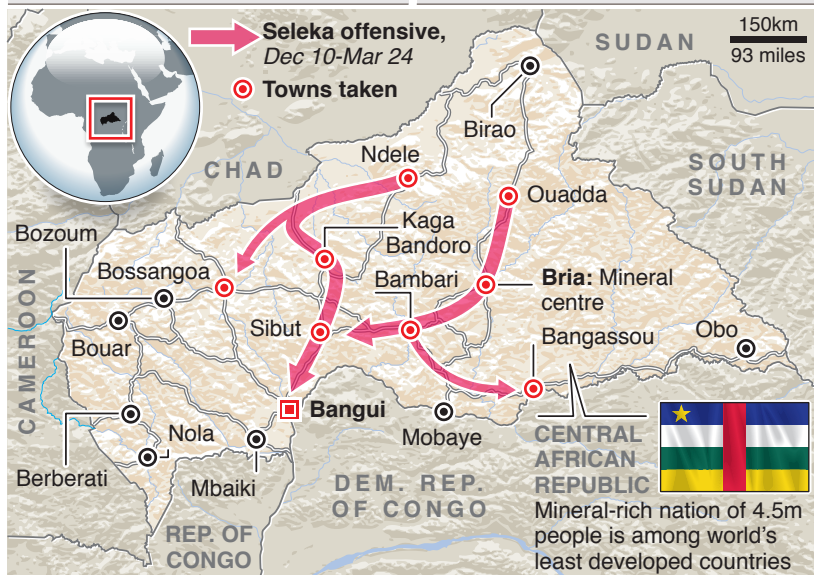 Seleka offensive,
Dec 10-Mar 24
Towns taken
150km
93 miles
SUDAN
Birao
CHAD
Ndele
SOUTH
SUDAN
Ouadda
Kaga
Bandoro
Bozoum
Bossangoa
Bambari
Bria: Mineral
centre
CAMEROON
Sibut
Bangassou
Obo
Bouar
Bangui
Mobaye
Nola
Berberati
Mbaiki
CENTRAL
AFRICAN
REPUBLIC
DEM. REP.
OF CONGO
REP. OF
CONGO
Mineral-rich nation of 4.5m
people is among world's
least developed countries